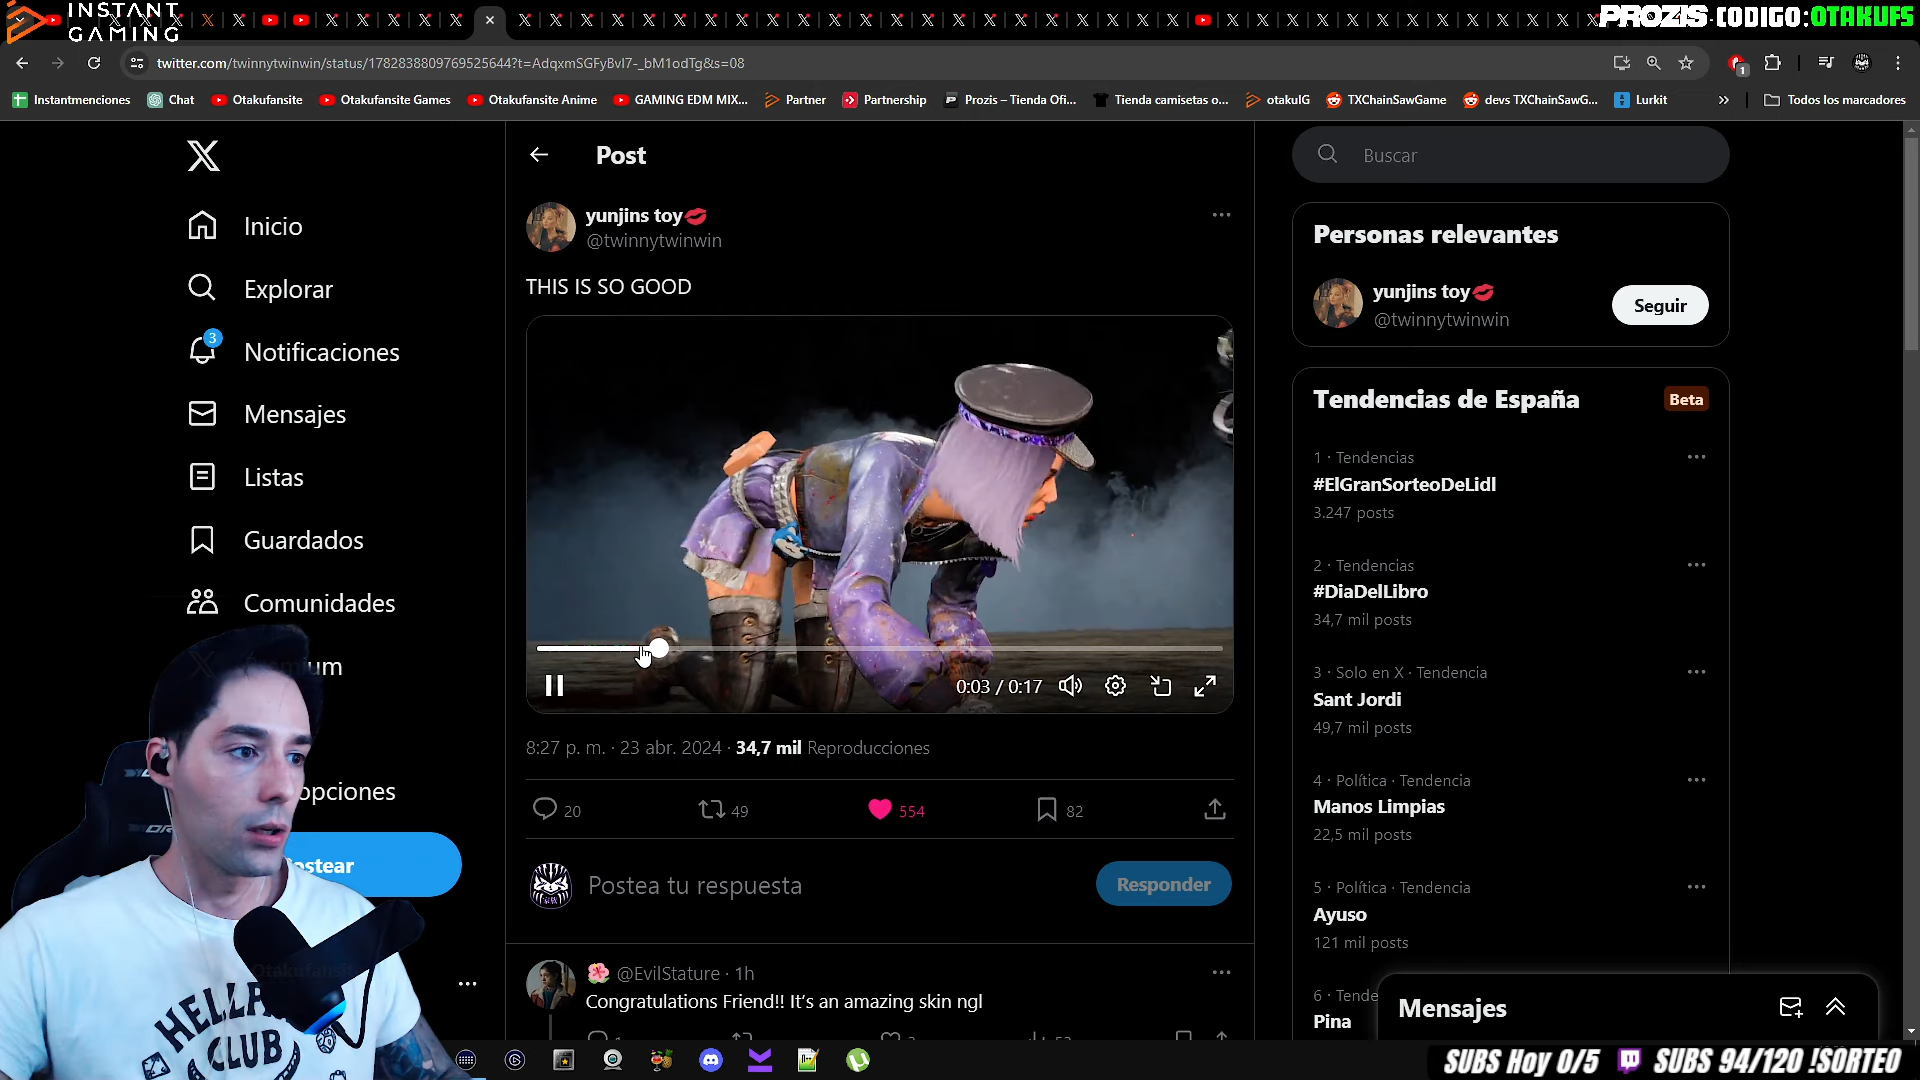 INSTANT
GAMING
PROZIS CODIGO:OTAKUFS
twitter.com/twinnytwinwin/status/1782838809769525644?t=AdqxmSGFyBvI7-_bM1odTg&s=08
1
Instantmenciones
Chat
Otakufansite
Otakufansite Games
Otakufansite Anime
GAMING EDM MIX...
Partner
Partnership
Prozis – Tienda Ofi...
Tienda camisetas o...
otakuIG
TXChainSawGame
devs TXChainSawG...
Lurkit
Todos los marcadores
Inicio
Explorar
3
Notificaciones
Mensajes
Listas
Guardados
Comunidades
opciones
Post
yunjins toy💋
@twinnytwinwin
THIS IS SO GOOD
0:03 / 0:17
8:27 p. m. · 23 abr. 2024 · 34,7 mil Reproducciones
20
49
554
82
Postea tu respuesta
Responder
🌺 @EvilStature · 1h
Congratulations Friend!! It's an amazing skin ngl
Buscar
Personas relevantes
yunjins toy💋
@twinnytwinwin
Seguir
Tendencias de España
Beta
1 · Tendencias
#ElGranSorteoDeLidl
3.247 posts
2 · Tendencias
#DiaDelLibro
34,7 mil posts
3 · Solo en X · Tendencia
Sant Jordi
49,7 mil posts
4 · Política · Tendencia
Manos Limpias
22,5 mil posts
5 · Política · Tendencia
Ayuso
121 mil posts
Pina
Mensajes
Otakufansit
CLUB
SUBS Hoy 0/5
SUBS 94/120 !SORTEO